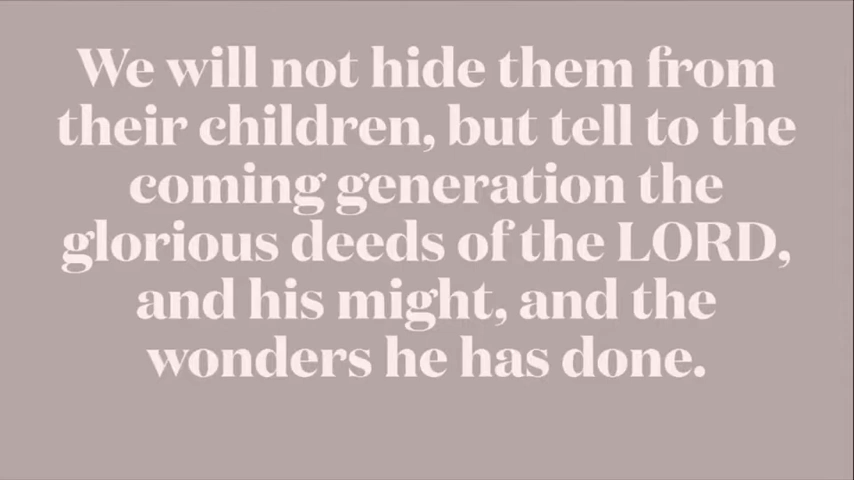 We will not hide them from
their children, but tell to the
coming generation the
glorious deeds of the LORD,
and his might, and the
wonders he has done.